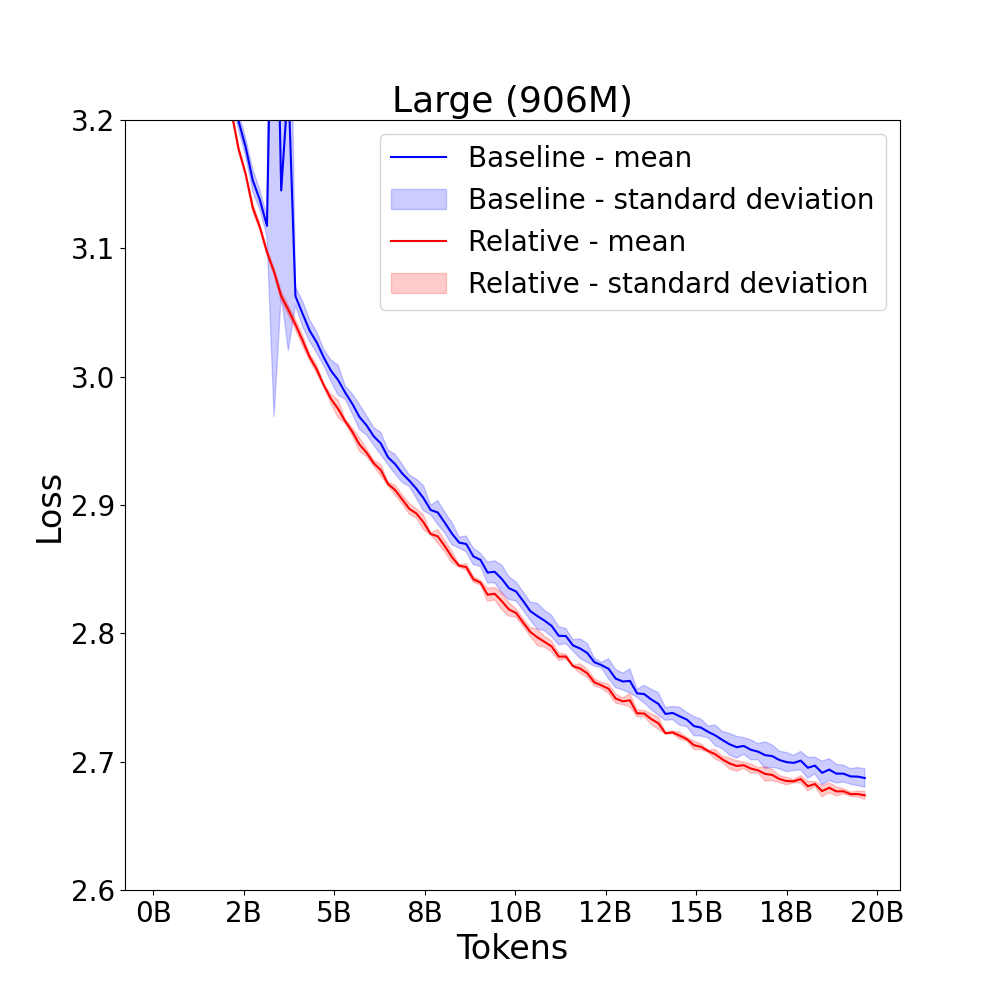 Large (906M)
3.2
3.1
3.0
2.9
2.8
2.7
2.6
Loss
Baseline - mean
Baseline - standard deviation
Relative - mean
Relative - standard deviation
0B 2B 5B 8B 10B 12B 15B 18B 20B
Tokens